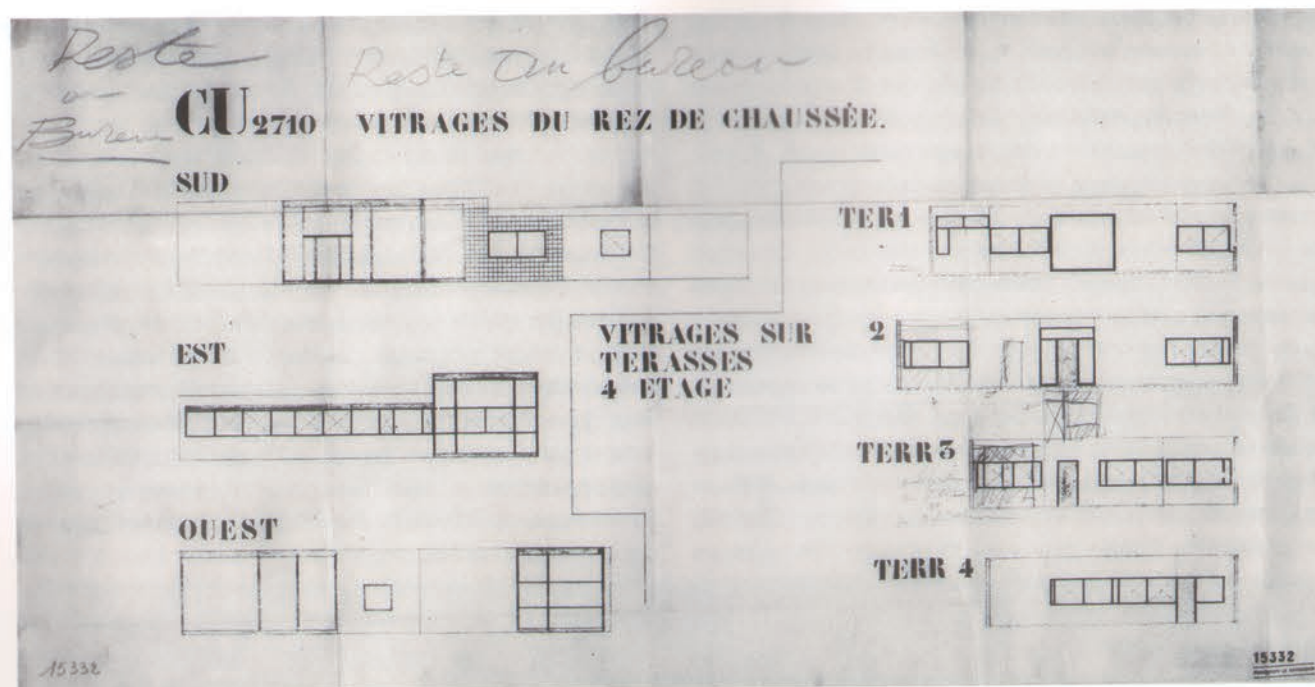 Reste
Reste au bureau
au
Bureau
CU 2710 VITRAGES DU REZ DE CHAUSSÉE.
SUD
EST
OUEST
VITRAGES SUR
TERASSES
4 ETAGE
TER 1
2
TERR 3
TERR 4
15332
15332